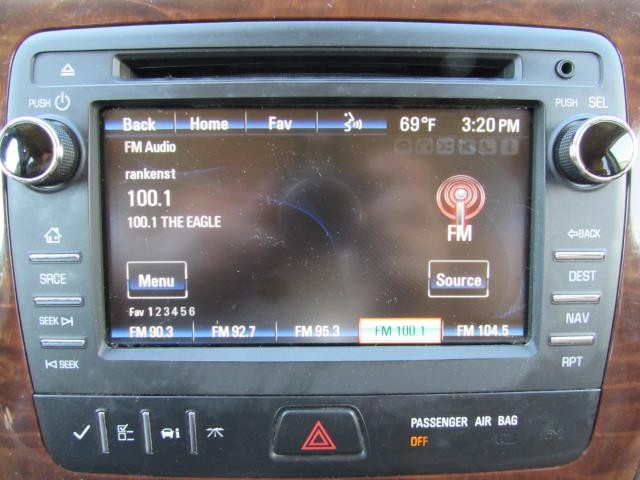 PUSH
PUSH SEL
Back Home Fav 69°F 3:20 PM
FM Audio
rankenst
100.1
100.1 THE EAGLE
FM
BACK
SRCE
DEST
Menu
Source
SEEK
NAV
Fav 1 2 3 4 5 6
FM 90.3 FM 92.7 FM 95.3 FM 100.1 FM 104.5
SEEK
RPT
PASSENGER AIR BAG
OFF